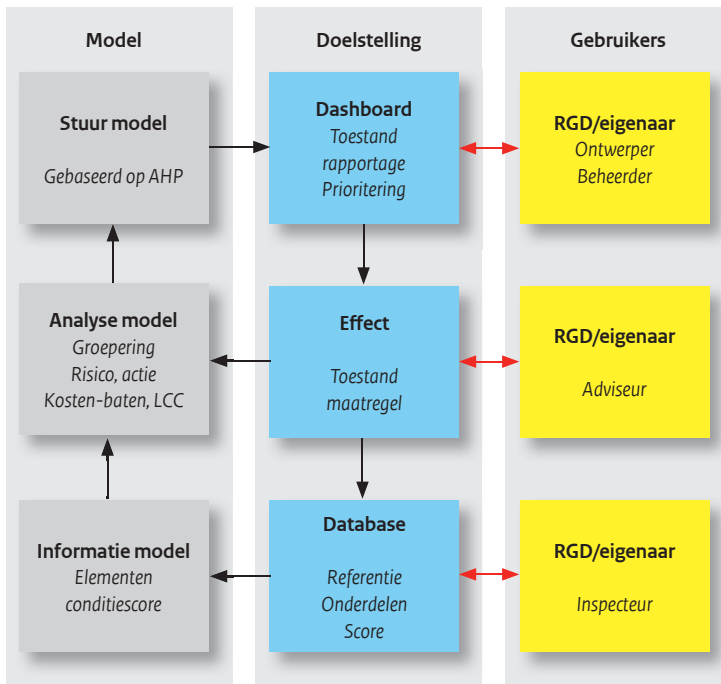 Model
Stuur model
Gebaseerd op AHP
Analyse model
Groepering
Risico, actie
Kosten-baten, LCC
Informatie model
Elementen
conditiescore
Doelstelling
Dashboard
Toestand
rapportage
Prioritering
Effect
Toestand
maatregel
Database
Referentie
Onderdelen
Score
Gebruikers
RGD/eigenaar
Ontwerper
Beheerder
RGD/eigenaar
Adviseur
RGD/eigenaar
Inspecteur